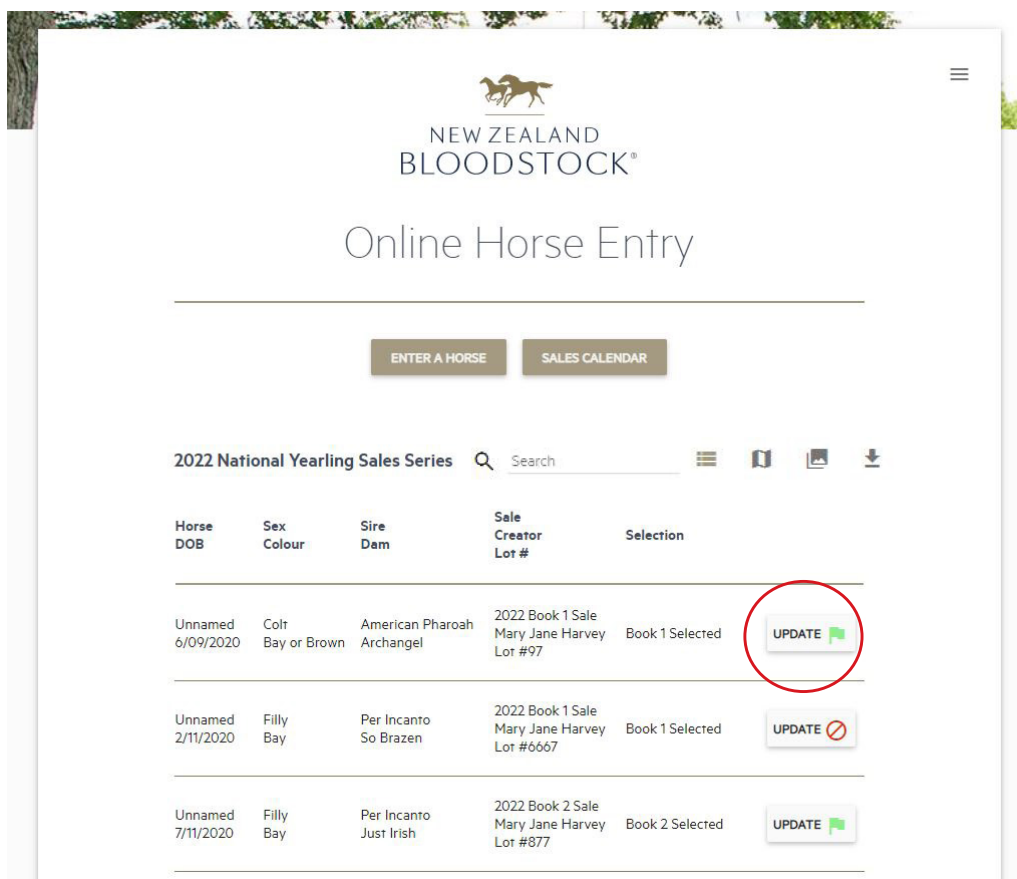 NEW ZEALAND
BLOODSTOCK®
Online Horse Entry
ENTER A HORSE
SALES CALENDAR
2022 National Yearling Sales Series
Search
Horse
DOB
Sex
Colour
Sire
Dam
Sale
Creator
Lot #
Selection
Unnamed
6/09/2020
Colt
Bay or Brown
American Pharoah
Archangel
2022 Book 1 Sale
Mary Jane Harvey
Lot #97
Book 1 Selected
UPDATE
Unnamed
2/11/2020
Filly
Bay
Per Incanto
So Brazen
2022 Book 1 Sale
Mary Jane Harvey
Lot #6667
Book 1 Selected
UPDATE
Unnamed
7/11/2020
Filly
Bay
Per Incanto
Just Irish
2022 Book 2 Sale
Mary Jane Harvey
Lot #877
Book 2 Selected
UPDATE